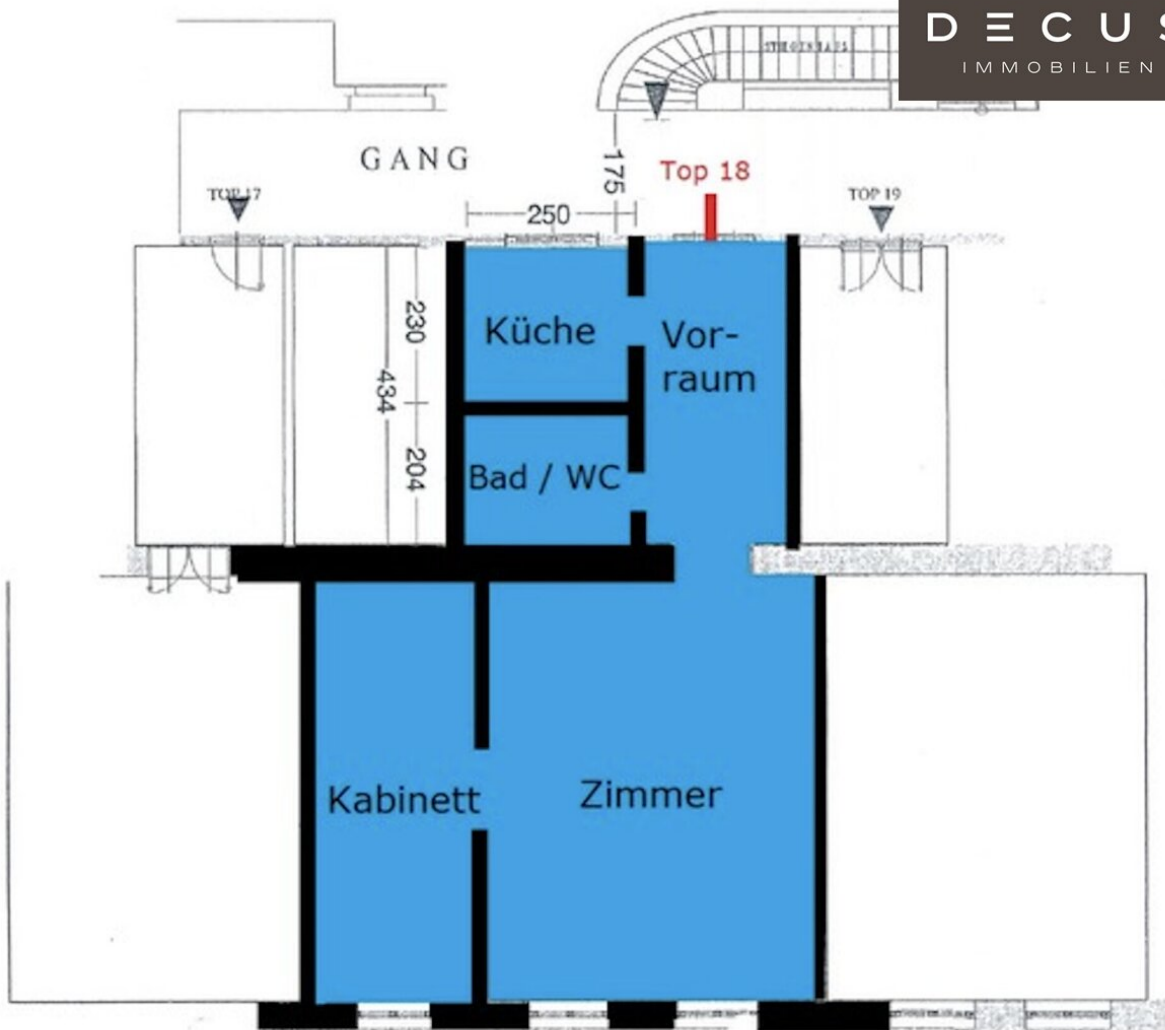 DECUS
IMMOBILIEN
STIEGENHAUS
GANG
175
Top 18
TOP 17
TOP 19
250
230
Küche
Vor-
raum
434
204
Bad / WC
Kabinett
Zimmer